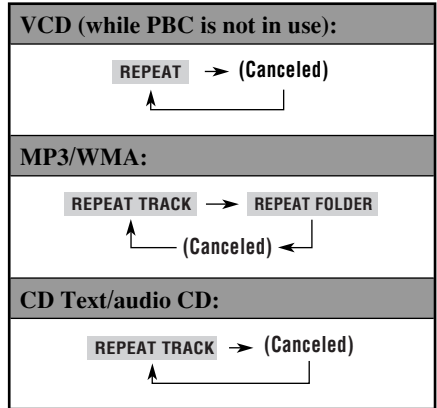 VCD (while PBC is not in use):
REPEAT (Canceled)
MP3/WMA:
REPEAT TRACK REPEAT FOLDER
(Canceled)
CD Text/audio CD:
REPEAT TRACK (Canceled)